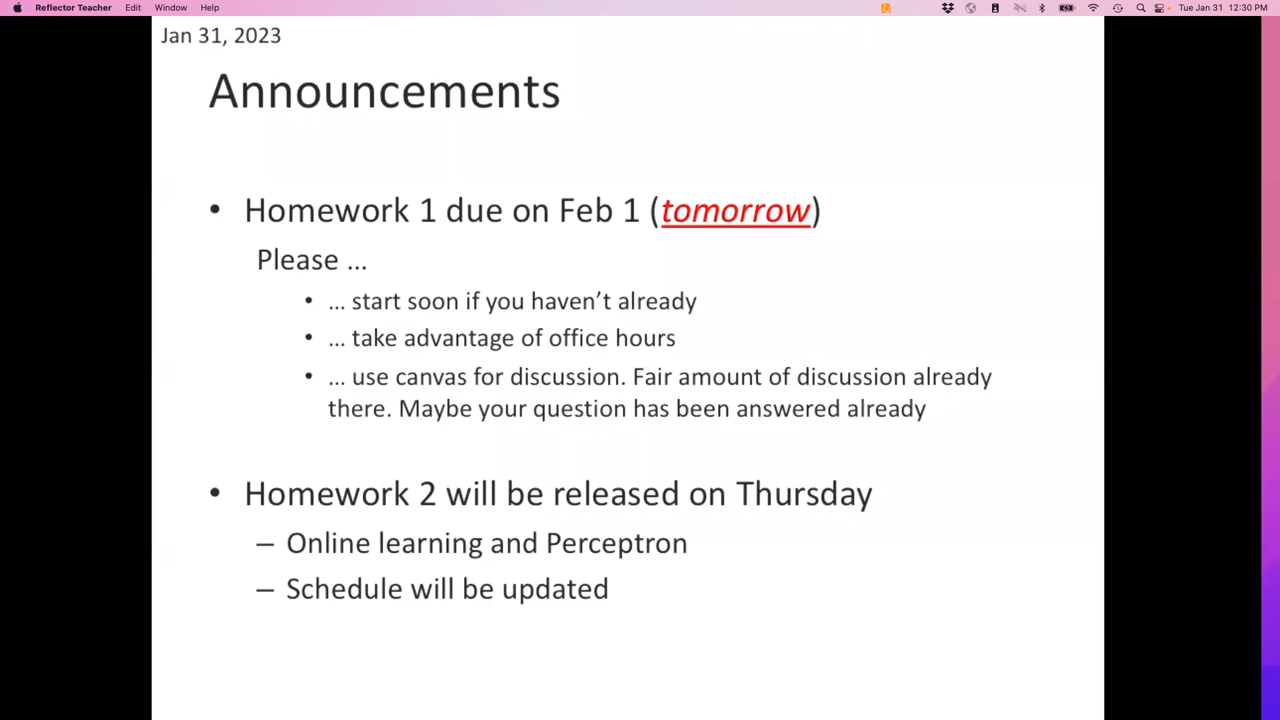 Reflector Teacher Edit Window Help Tue Jan 31 12:30 PM
Jan 31, 2023
Announcements
• Homework 1 due on Feb 1 (tomorrow)
Please …
• … start soon if you haven’t already
• … take advantage of office hours
• … use canvas for discussion. Fair amount of discussion already
there. Maybe your question has been answered already
• Homework 2 will be released on Thursday
– Online learning and Perceptron
– Schedule will be updated